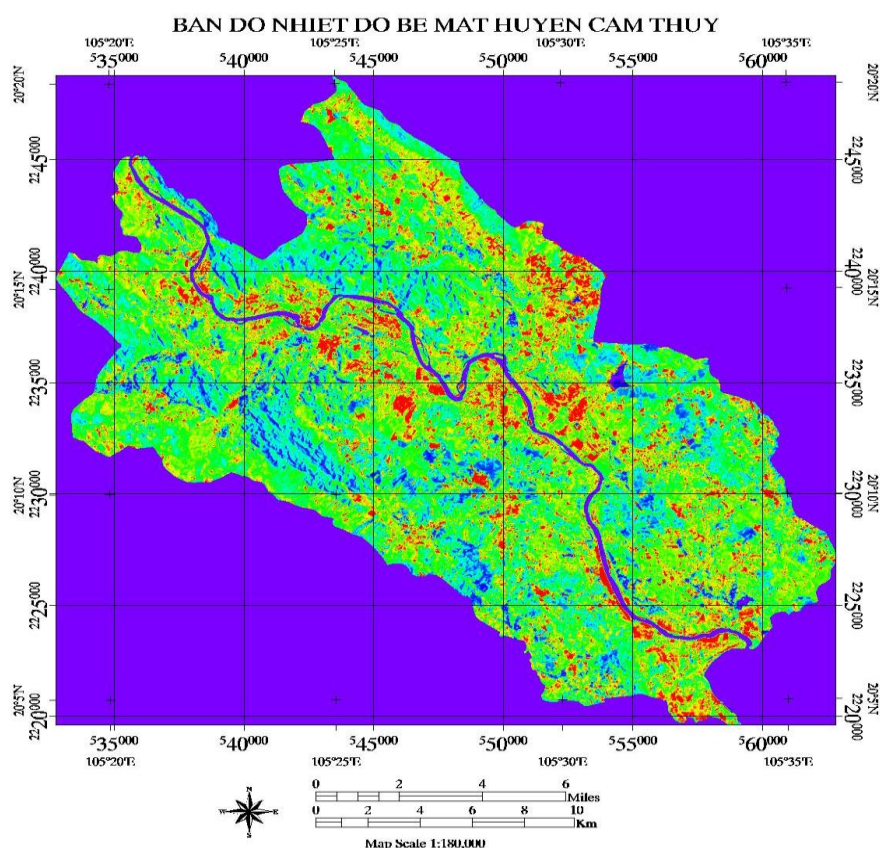 BAN DO NHIET DO BE MAT HUYEN CAM THUY
105°20'E 105°25'E 105°30'E 105°35'E
535000 540000 545000 550000 555000 560000
20°20'N 20°20'N
2245000 2245000
2240000 2240000
20°15'N 20°15'N
2235000 2235000
20°10'N 20°10'N
2230000 2230000
2225000 2225000
20°5'N 20°5'N
2220000 2220000
535000 540000 545000 550000 555000 560000
105°20'E 105°25'E 105°30'E 105°35'E
N
W E
S
0 2 4 6
Miles
0 2 4 6 8 10
Km
Map Scale 1:180,000